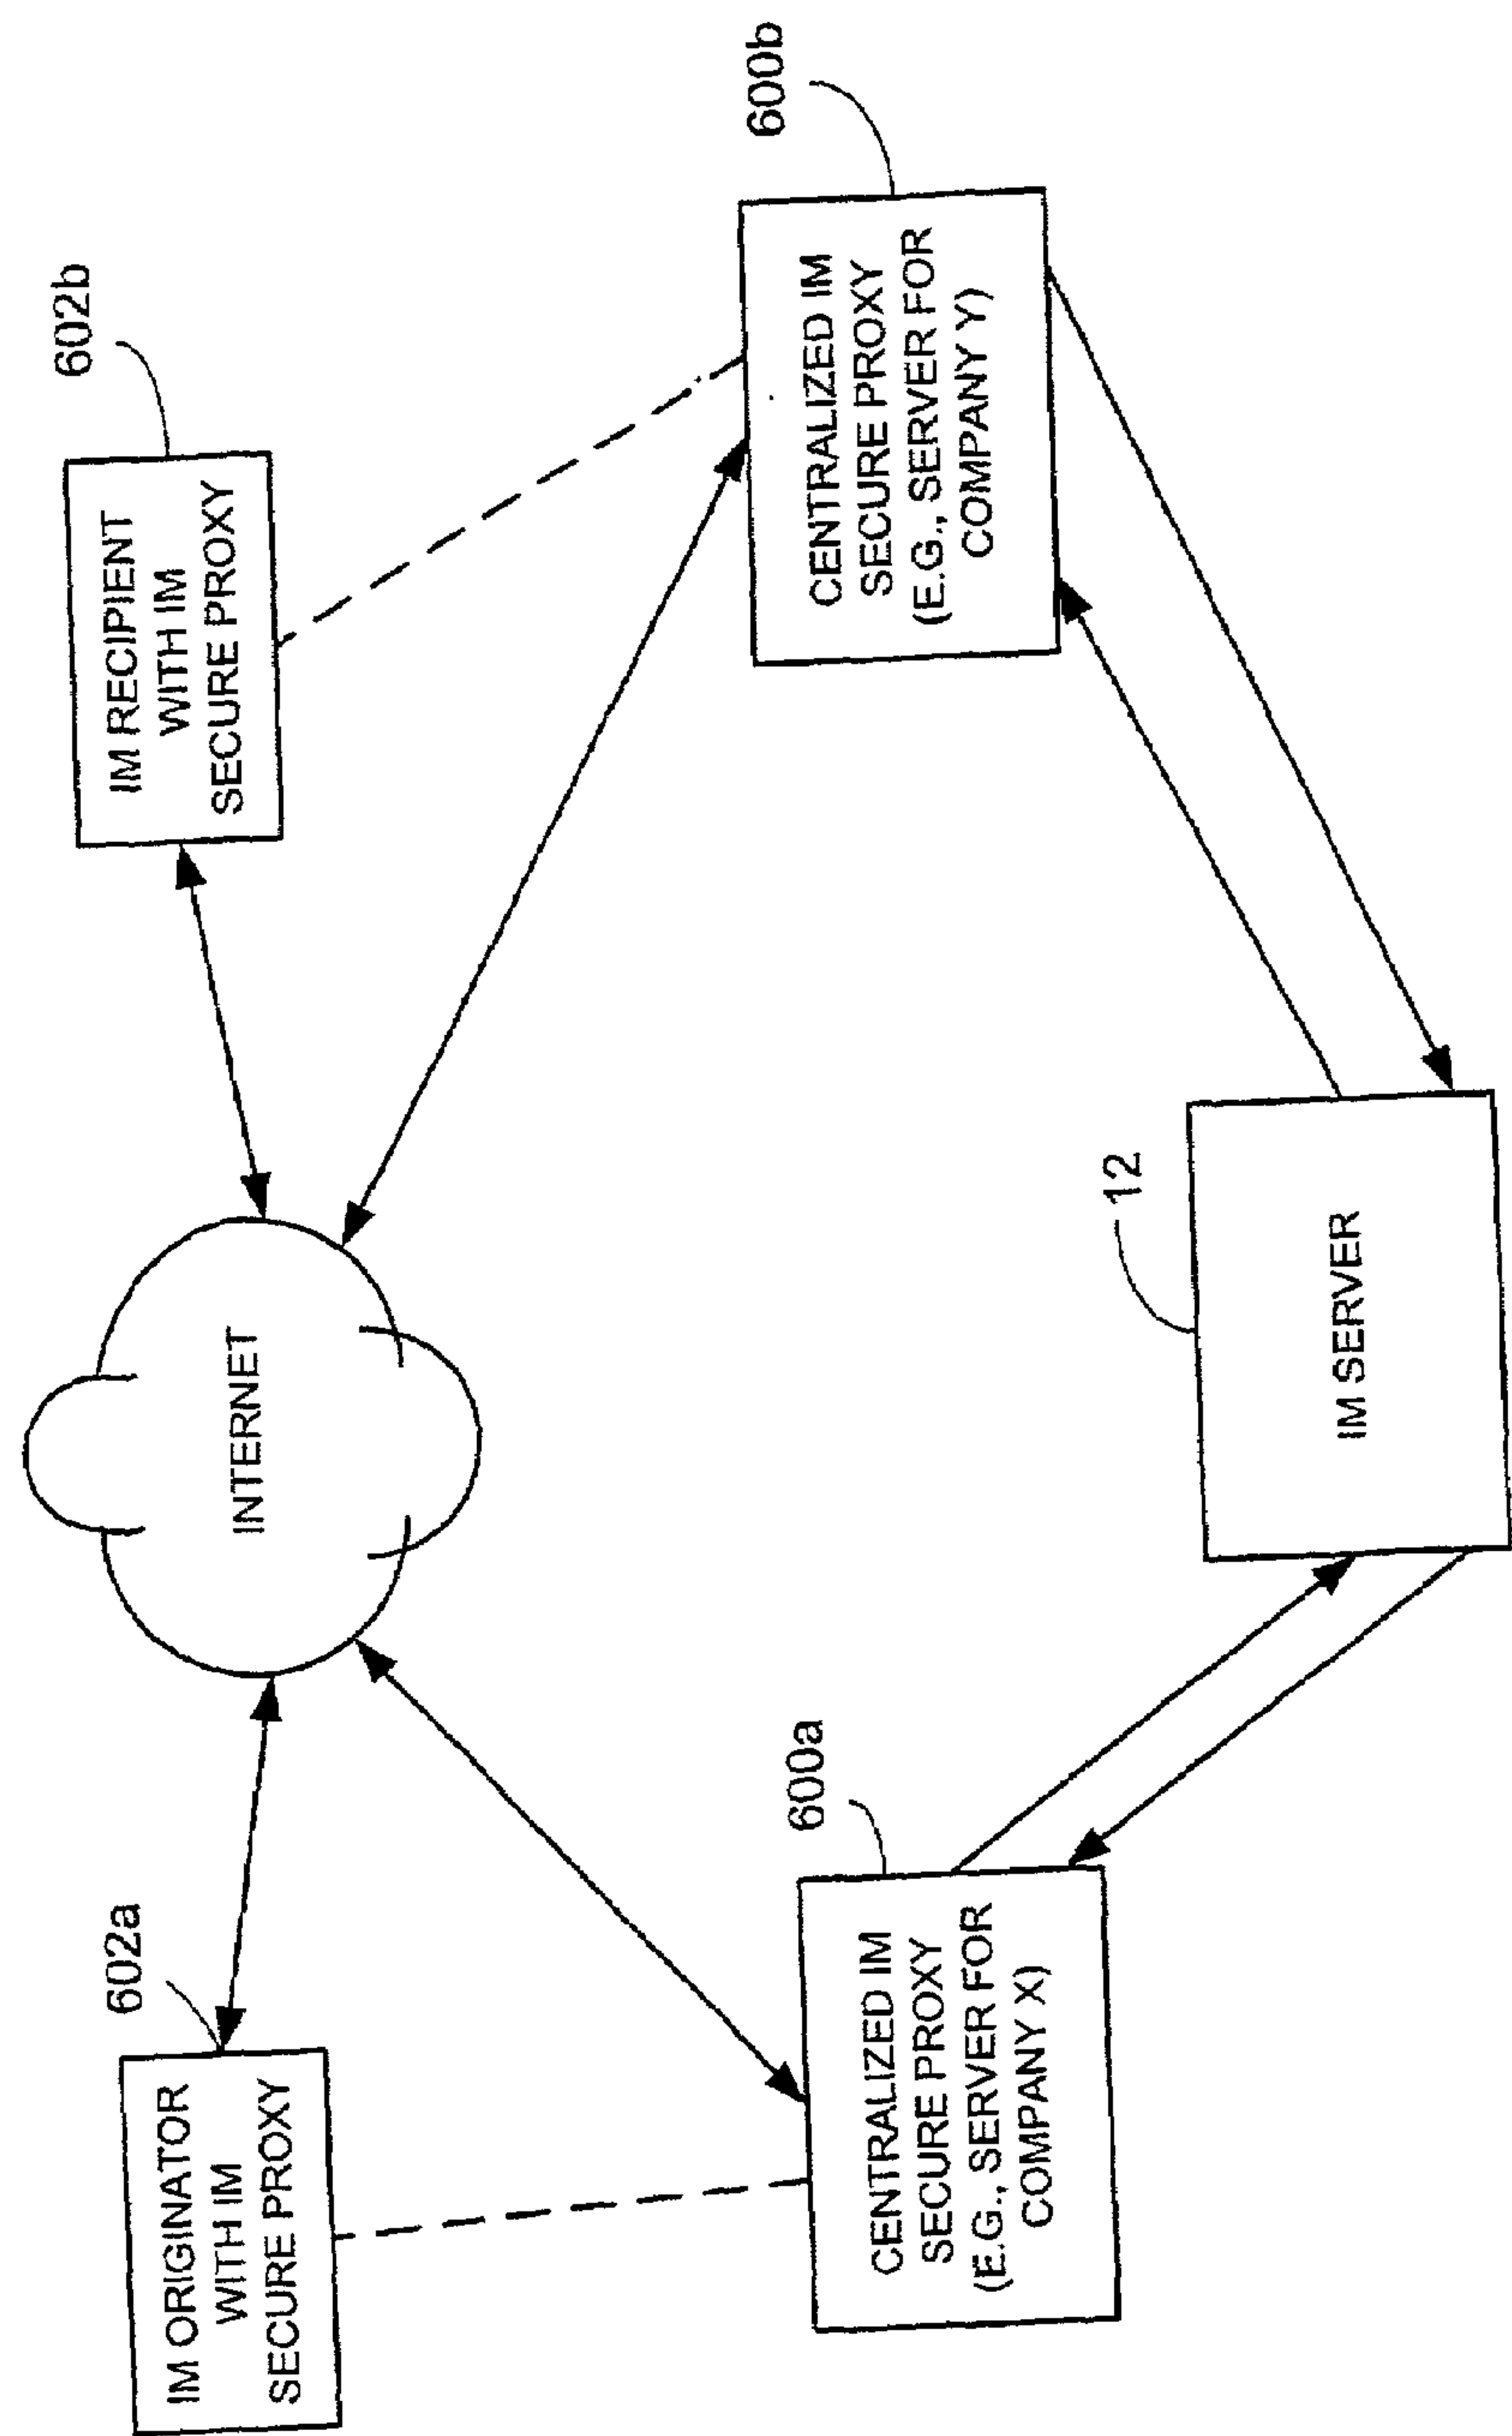 602a
IM ORIGINATOR
WITH IM
SECURE PROXY
INTERNET
602b
IM RECIPIENT
WITH IM
SECURE PROXY
600a
CENTRALIZED IM
SECURE PROXY
(E.G., SERVER FOR
COMPANY X)
12
IM SERVER
600b
CENTRALIZED IM
SECURE PROXY
(E.G., SERVER FOR
COMPANY Y)